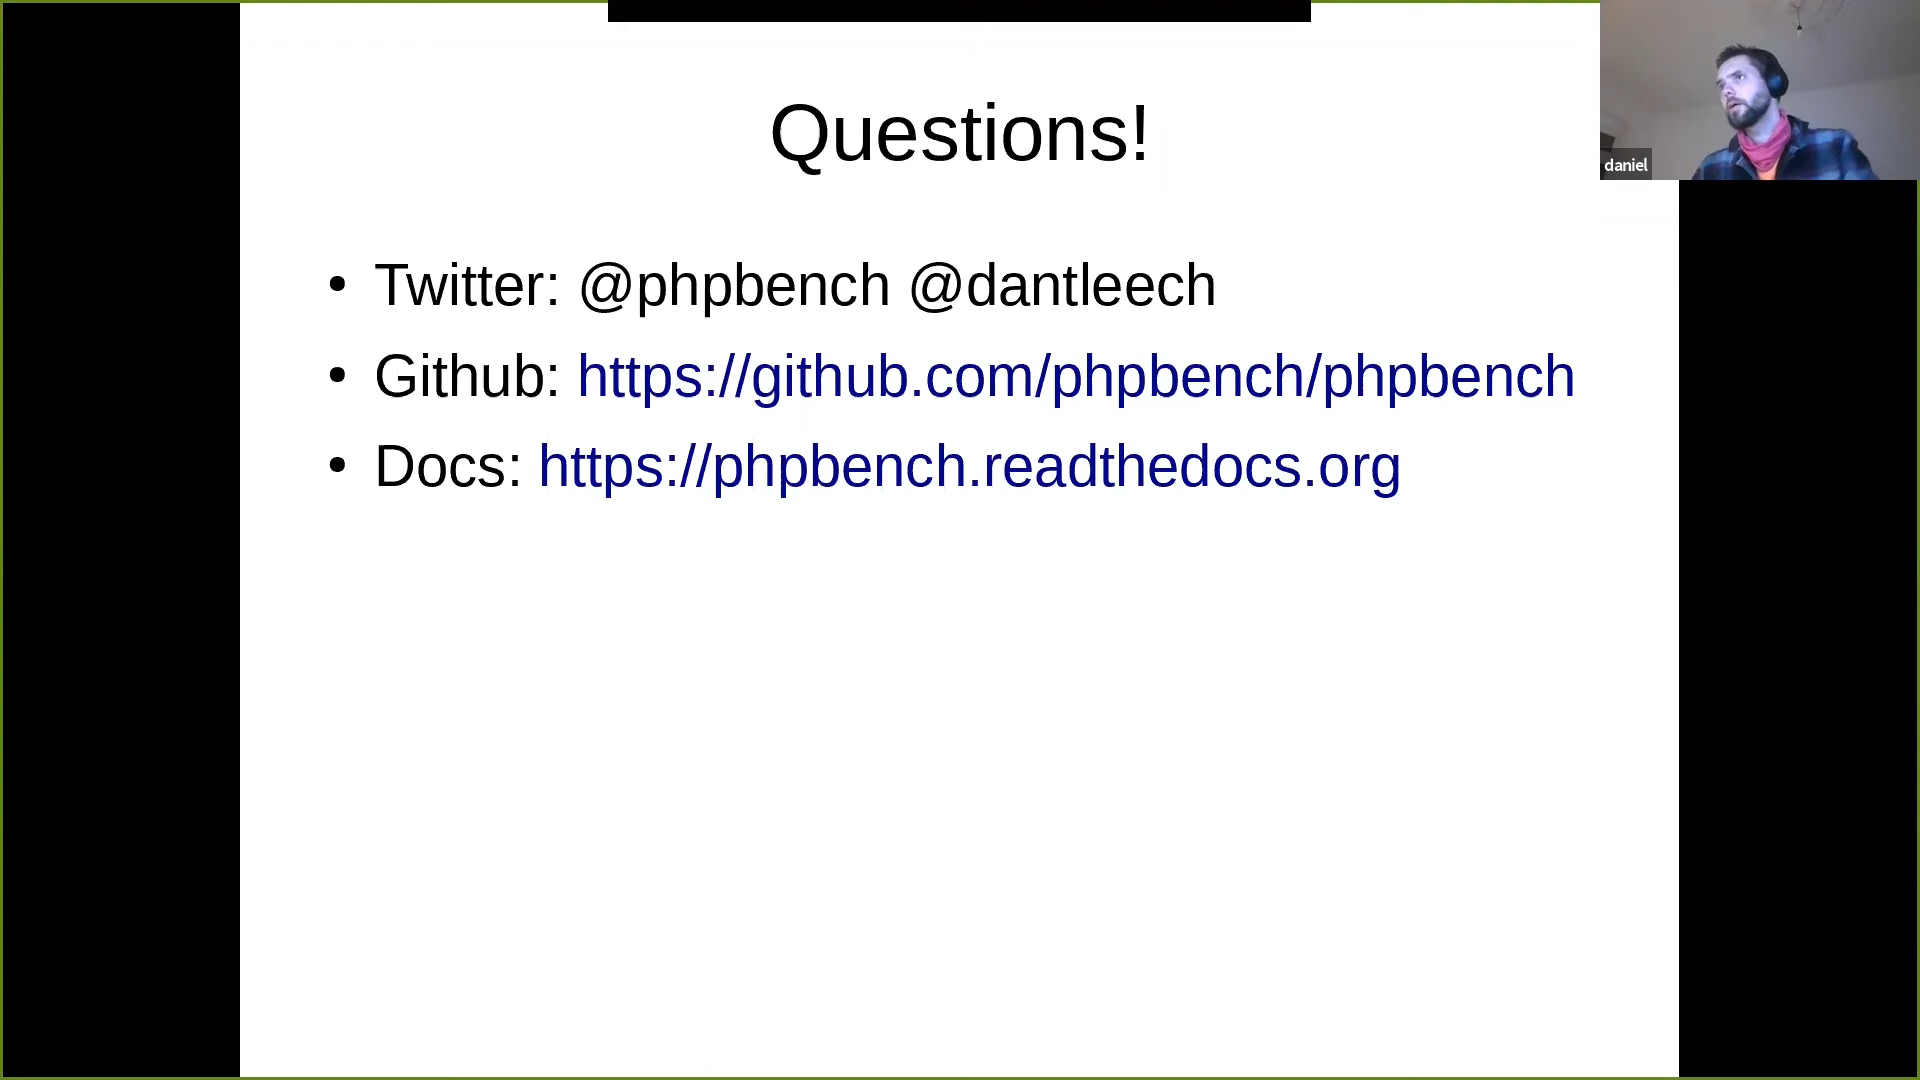 Questions!
daniel
• Twitter: @phpbench @dantleech
• Github: https://github.com/phpbench/phpbench
• Docs: https://phpbench.readthedocs.org